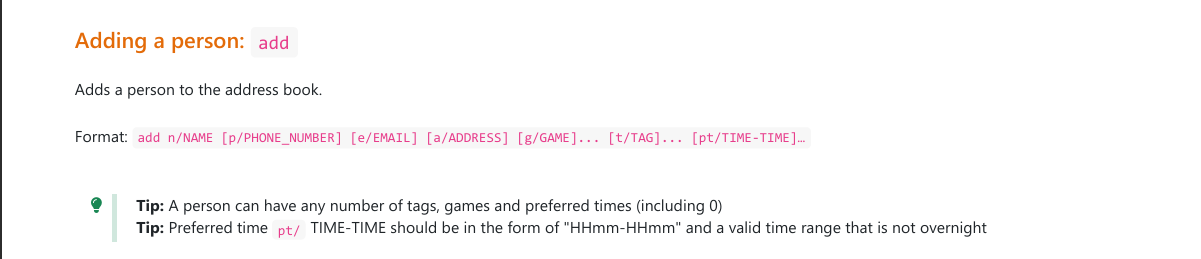 Adding a person: add
Adds a person to the address book.
Format: add n/NAME [p/PHONE_NUMBER] [e/EMAIL] [a/ADDRESS] [g/GAME]... [t/TAG]... [pt/TIME-TIME]…
Tip: A person can have any number of tags, games and preferred times (including 0)
Tip: Preferred time pt/ TIME-TIME should be in the form of "HHmm-HHmm" and a valid time range that is not overnight